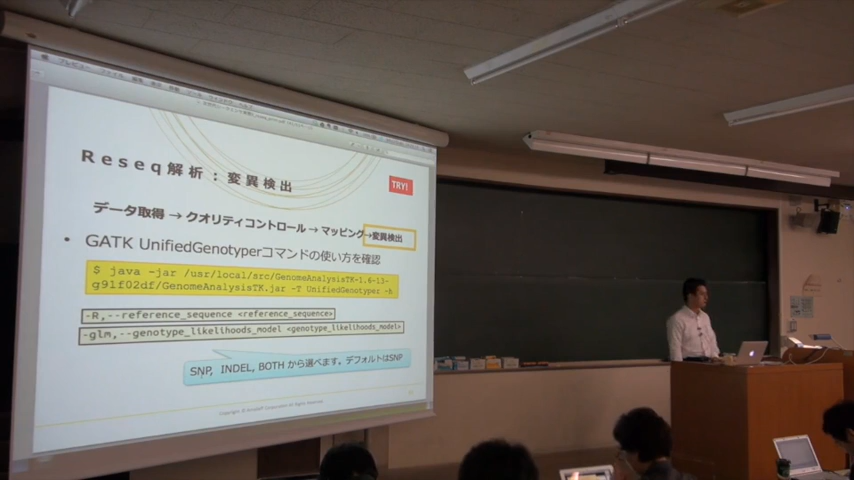 Reseq解析：変異検出
TRY!
データ取得 → クオリティコントロール → マッピング→変異検出
• GATK UnifiedGenotyperコマンドの使い方を確認
$ java -jar /usr/local/src/GenomeAnalysisTK-1.6-13-
g91f02df/GenomeAnalysisTK.jar -T UnifiedGenotyper -h
-R,--reference_sequence <reference_sequence>
-glm,--genotype_likelihoods_model <genotype_likelihoods_model>
SNP, INDEL, BOTH から選べます。デフォルトはSNP